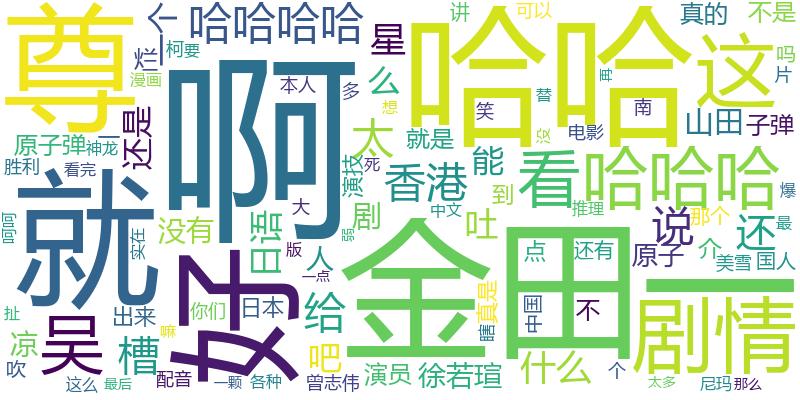 尊
啊
哈哈
就
好
金田一
剧情
哈哈哈
哈哈哈哈
这
看
吴
一个
烂
柯
要
漫画
还是
原子弹
神龙
一
胜利
看完
呵呵
实在
没有
日语
大
版
人
一点
槽
给
吧
凉
吹
扯
出来
你们
日本
嘛
这么
最后
配音
一颗
各种
曾志伟
演员
徐若瑄
星
么
太
本人
多
演技
死
剧
弱
香港
就是
中文
讲
可以
想
笑
能
到
吐
瞎
真是
再
替
没
南
电影
推理
点
还有
中国
不
什么
个
真的
不是
吗
片
山田
子弹
说
那个
还
最
爆
原子
介
美雪
国人
尼玛
太多
那么